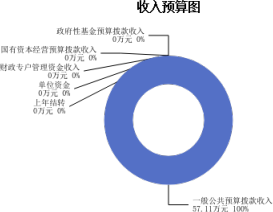 收入预算图
政府性基金预算拨款收入
0万元 0%
国有资本经营预算拨款收入
0万元 0%
财政专户管理资金收入
0万元 0%
单位资金
0万元 0%
上年结转
0万元 0%
一般公共预算拨款收入
57.11万元 100%